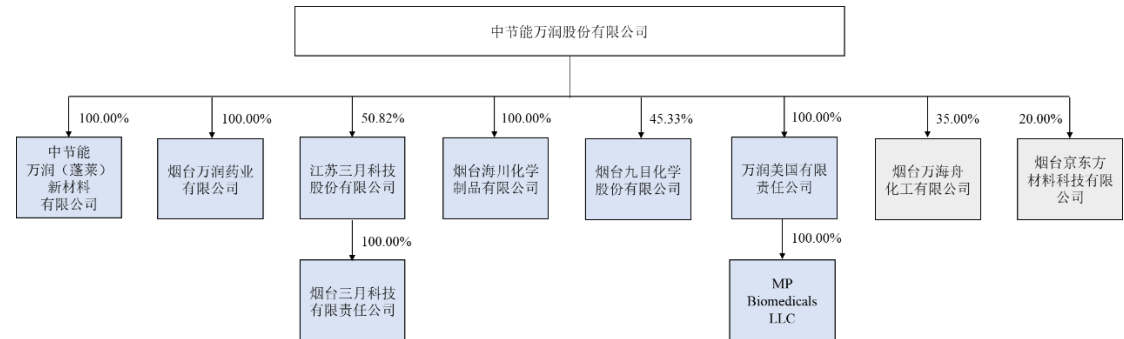 中节能万润股份有限公司
100.00%
100.00%
50.82%
100.00%
45.33%
100.00%
35.00%
20.00%
中节能
万润（蓬莱）
新材料
有限公司
烟台万润药业
有限公司
江苏三月科技
股份有限公司
烟台海川化学
制品有限公司
烟台九目化学
股份有限公司
万润美国有限
责任公司
烟台万海舟
化工有限公司
烟台京东方
材料科技有限
公司
100.00%
100.00%
烟台三月科技
有限责任公司
MP
Biomedicals
LLC